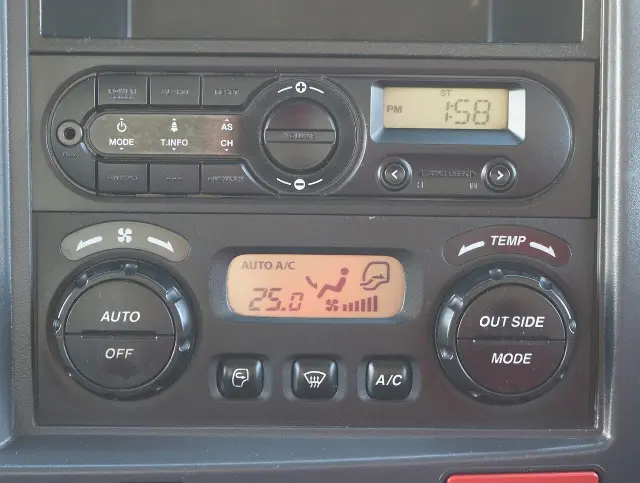 ST
PM 1:58
AS
MODE T.INFO CH
TEMP
AUTO A/C
25.0
AUTO
OFF
OUT SIDE
MODE
A/C